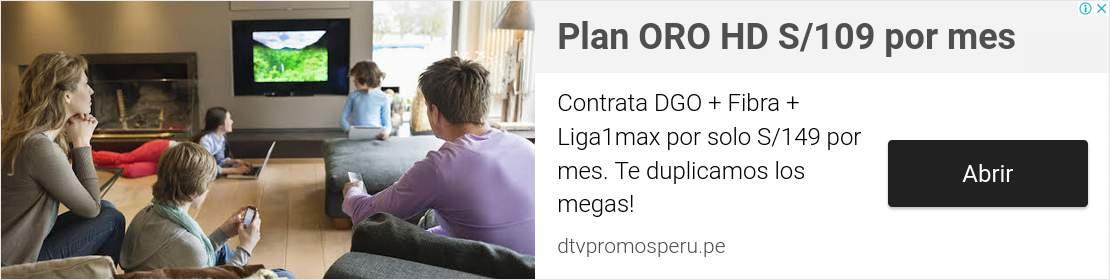 Plan ORO HD S/109 por mes
Contrata DGO + Fibra +
Liga1max por solo S/149 por
mes. Te duplicamos los
megas!
Abrir
dtvpromosperu.pe